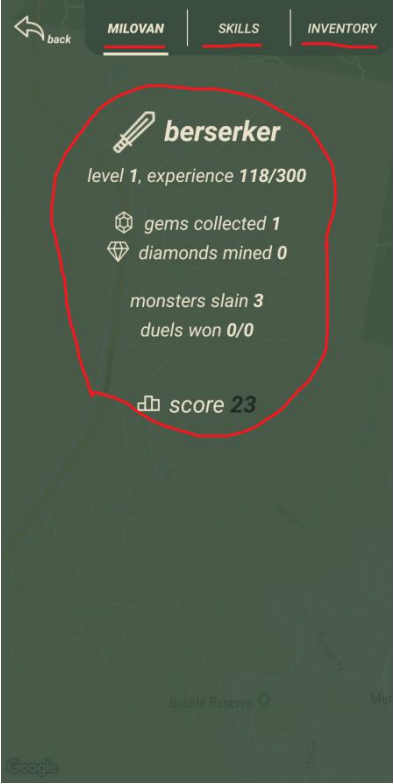 back
MILOVAN
SKILLS
INVENTORY
berserker
level 1, experience 118/300
gems collected 1
diamonds mined 0
monsters slain 3
duels won 0/0
score 23
Buckle Reserve
Mer
Google